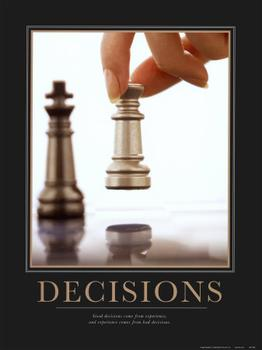 DECISIONS
Good decisions come from experience,
and experience comes from bad decisions.